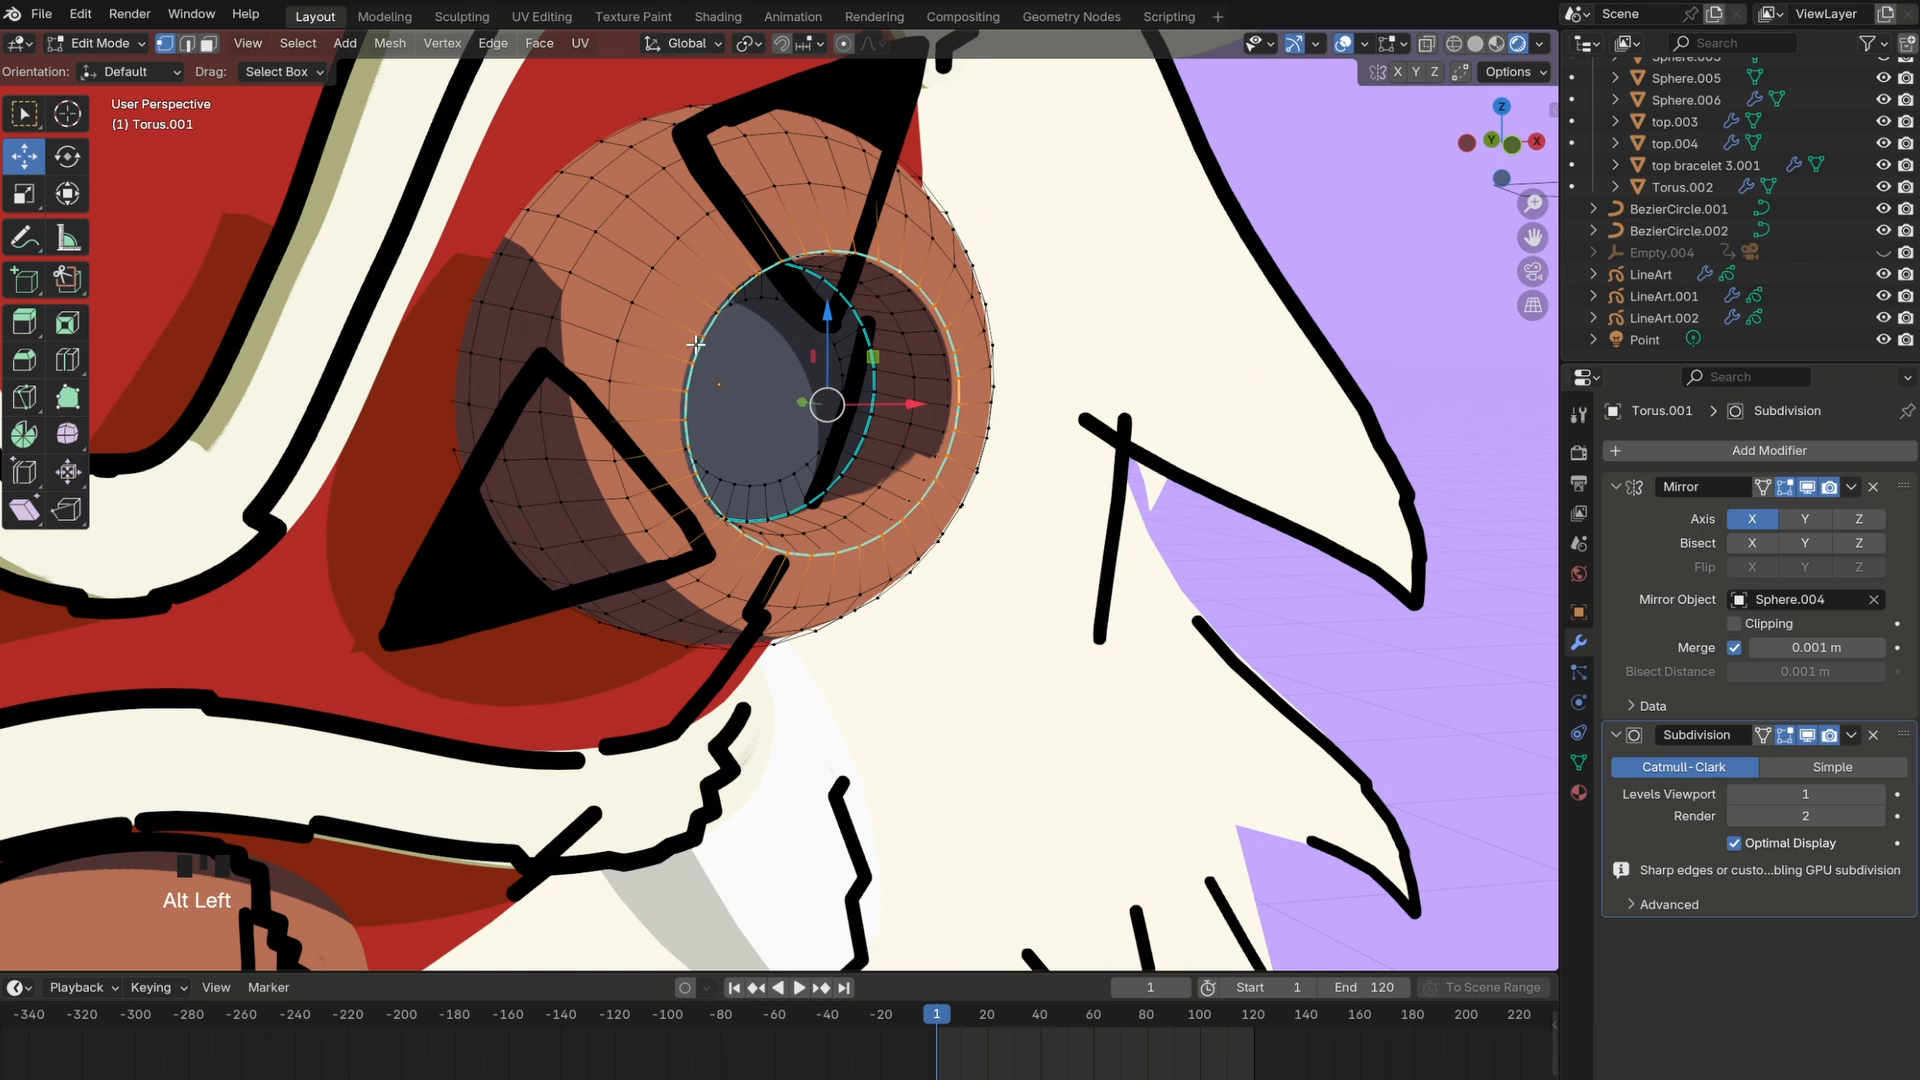 File Edit Render Window Help Layout Modeling Sculpting UV Editing Texture Paint Shading Animation Rendering Compositing Geometry Nodes Scripting + Scene ViewLayer
Edit Mode View Select Add Mesh Vertex Edge Face UV Global Search
Orientation: Default Drag: Select Box X Y Z Options
User Perspective
(1) Torus.001
Z
Y
X
Sphere.005
Sphere.006
top.003
top.004
top bracelet 3.001
Torus.002
BezierCircle.001
BezierCircle.002
Empty.004
LineArt
LineArt.001
LineArt.002
Point
Search
Torus.001 > Subdivision
+ Add Modifier
Mirror
Axis X Y Z
Bisect X Y Z
Flip X Y Z
Mirror Object Sphere.004
Clipping
Merge 0.001 m
Bisect Distance 0.001 m
Data
Subdivision
Catmull-Clark Simple
Levels Viewport 1
Render 2
Optimal Display
Sharp edges or custo...bling GPU subdivision
Advanced
Alt Left
Playback Keying View Marker 1 Start 1 End 120 To Scene Range
-340 -320 -300 -280 -260 -240 -220 -200 -180 -160 -140 -120 -100 -80 -60 -40 -20 1 20 40 60 80 100 120 140 160 180 200 220